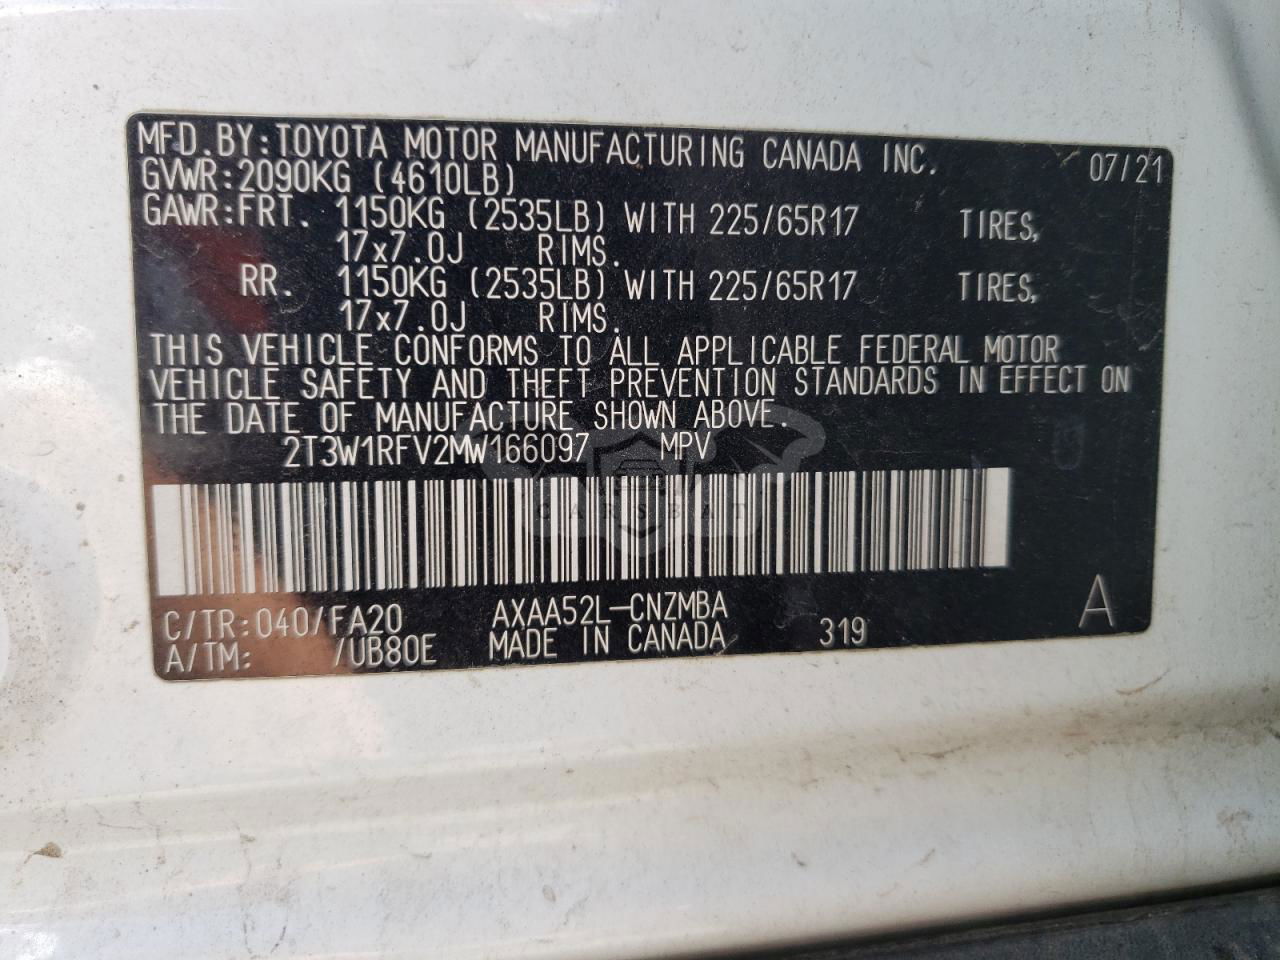 MFD.BY:TOYOTA MOTOR MANUFACTURING CANADA INC. 07/21
GVWR:2090KG (4610LB)
GAWR:FRT. 1150KG (2535LB) WITH 225/65R17 TIRES,
17x7.0J RIMS.
RR. 1150KG (2535LB) WITH 225/65R17 TIRES,
17x7.0J RIMS.
THIS VEHICLE CONFORMS TO ALL APPLICABLE FEDERAL MOTOR
VEHICLE SAFETY AND THEFT PREVENTION STANDARDS IN EFFECT ON
THE DATE OF MANUFACTURE SHOWN ABOVE.
2T3W1RFV2MW166097 MPV
C/TR:040/FA20 AXAA52L-CNZMBA A
A/TM: /UB80E MADE IN CANADA 319